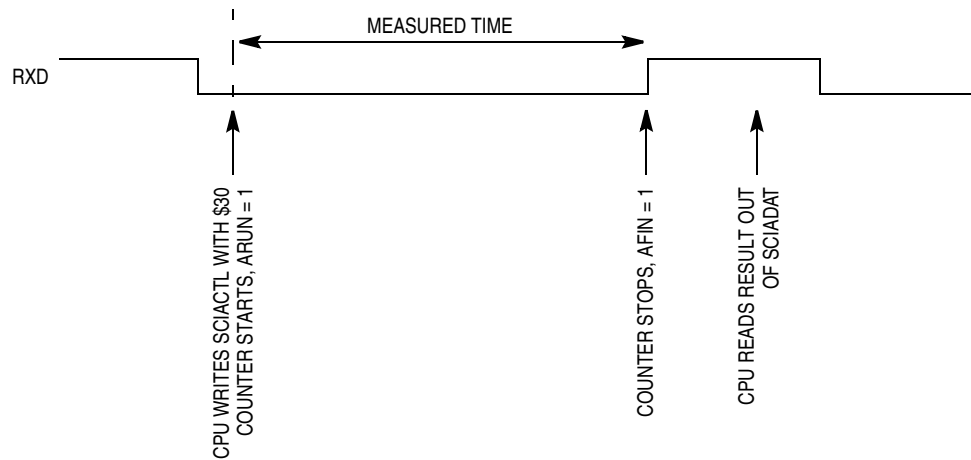 MEASURED TIME
RXD
CPU WRITES SCIACTL WITH $30
COUNTER STARTS, ARUN = 1
COUNTER STOPS, AFIN = 1
CPU READS RESULT OUT
OF SCIADAT